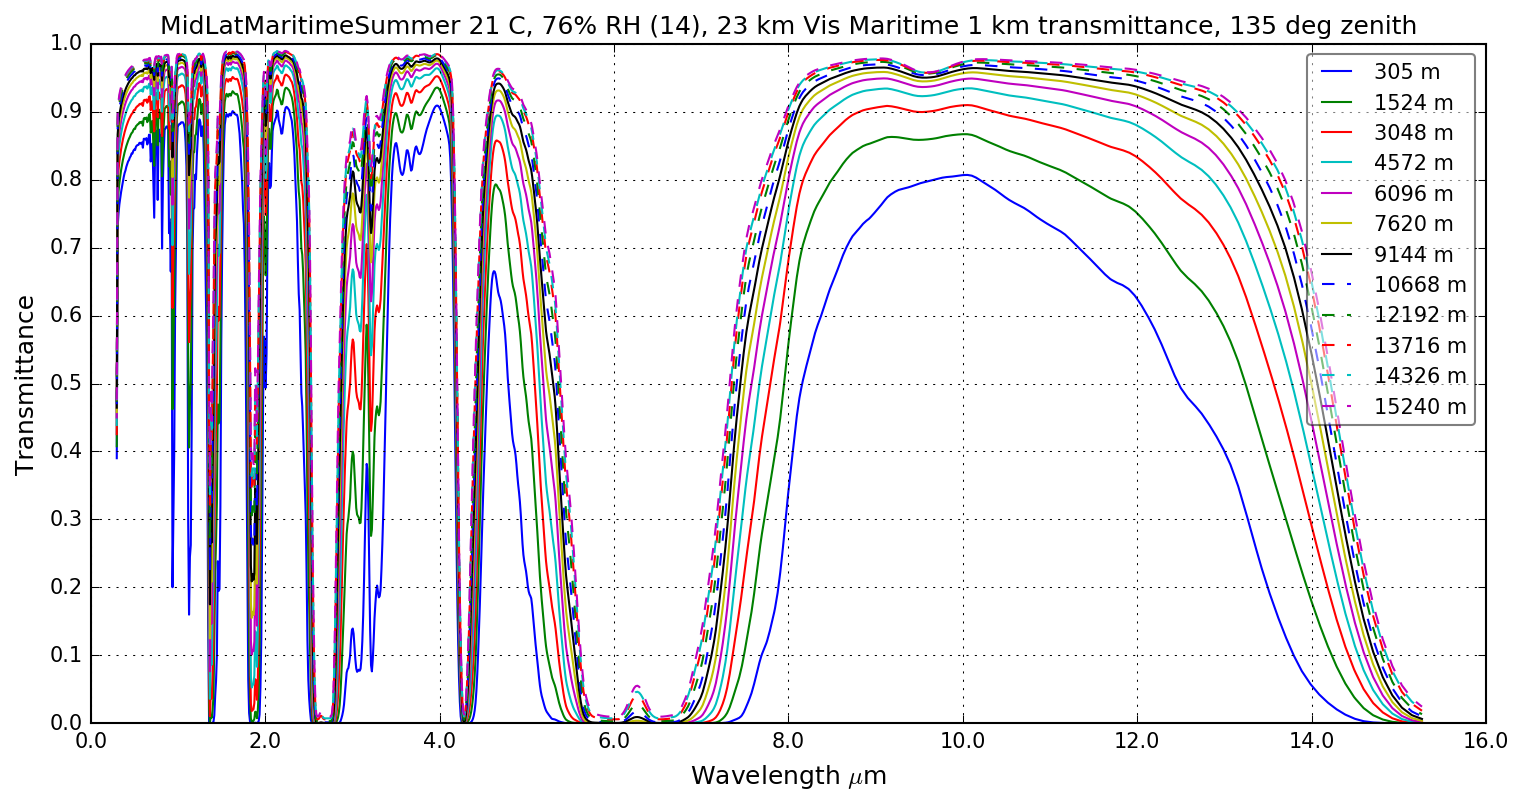 MidLatMaritimeSummer 21 C, 76% RH (14), 23 km Vis Maritime 1 km transmittance, 135 deg zenith
1.0
0.9
0.8
0.7
0.6
0.5
0.4
0.3
0.2
0.1
0.0
Transmittance
305 m
1524 m
3048 m
4572 m
6096 m
7620 m
9144 m
10668 m
12192 m
13716 m
14326 m
15240 m
0.0 2.0 4.0 6.0 8.0 10.0 12.0 14.0 16.0
Wavelength μm